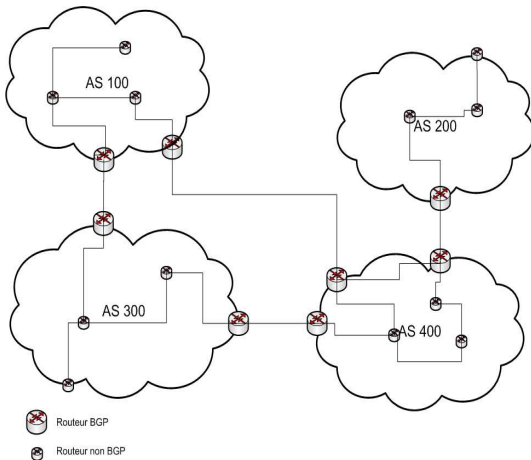 AS 100
AS 200
AS 300
AS 400
Routeur BGP
Routeur non BGP